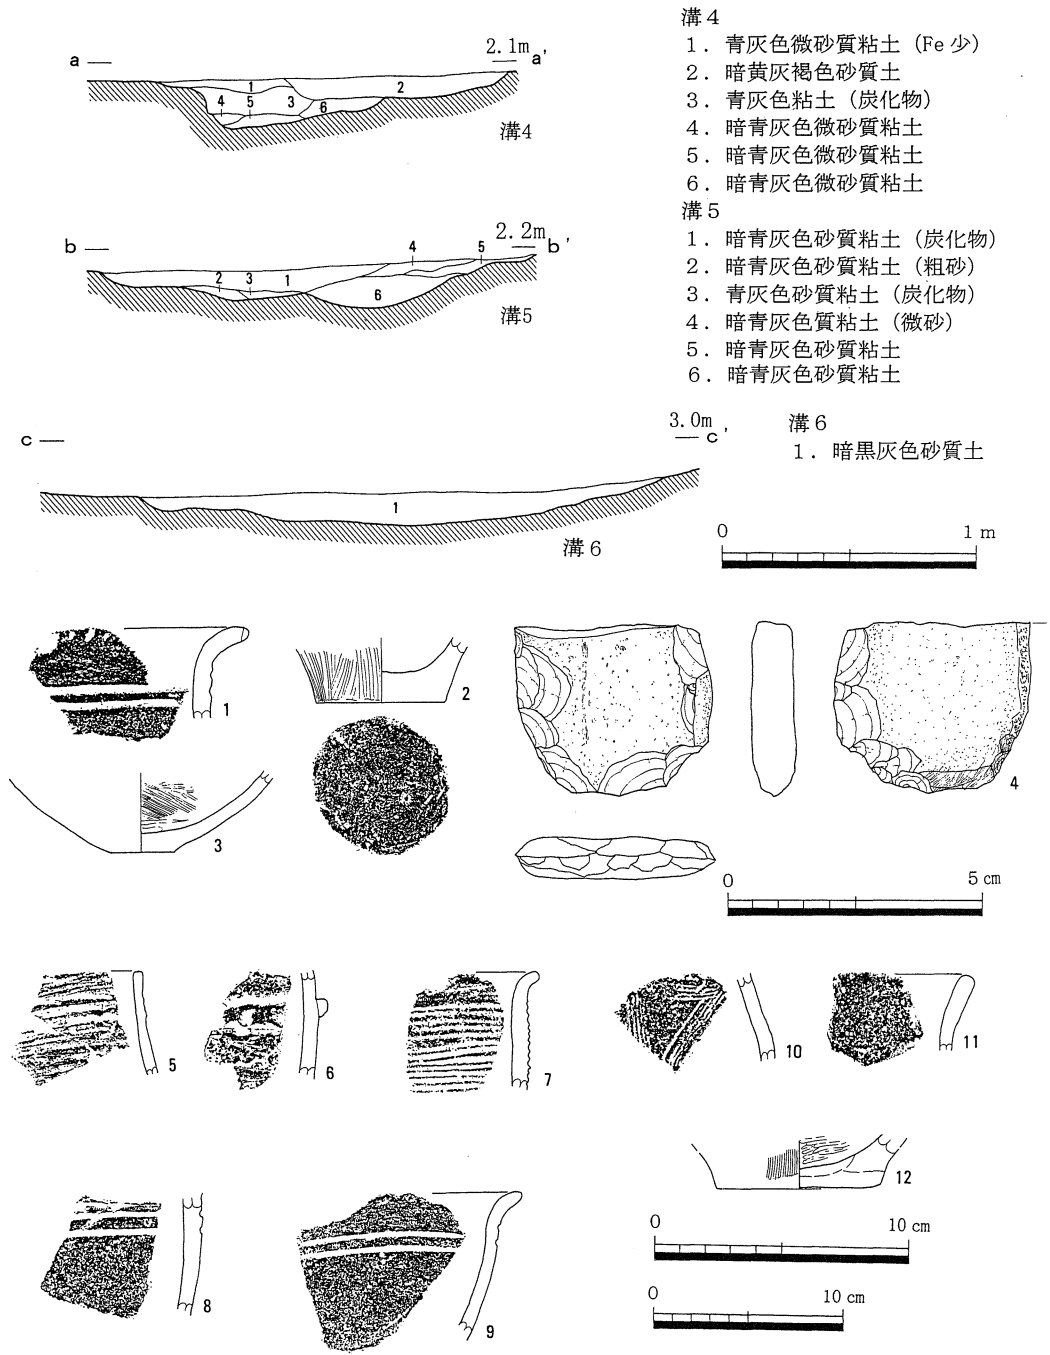 2.1m
a a'
1 2
4 5 3 6
溝4
2.2m
b b'
4 5
2 3 1
6
溝5
溝４
１．青灰色微砂質粘土（Fe 少）
２．暗黄灰褐色砂質土
３．青灰色粘土（炭化物）
４．暗青灰色微砂質粘土
５．暗青灰色微砂質粘土
６．暗青灰色微砂質粘土
溝５
１．暗青灰色砂質粘土（炭化物）
２．暗青灰色砂質粘土（粗砂）
３．青灰色砂質粘土（炭化物）
４．暗青灰色質粘土（微砂）
５．暗青灰色砂質粘土
６．暗青灰色砂質粘土
3.0m
c c'
1
溝６
溝６
１．暗黒灰色砂質土
0 1 m
1
2
3
4
0 5 cm
5
6
7
10
11
12
8
9
0 10 cm
0 10 cm